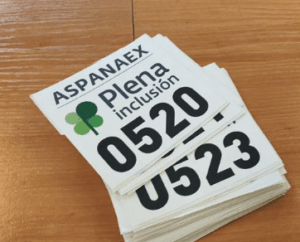 ASPANAEX
Plena
inclusión
0520
0523